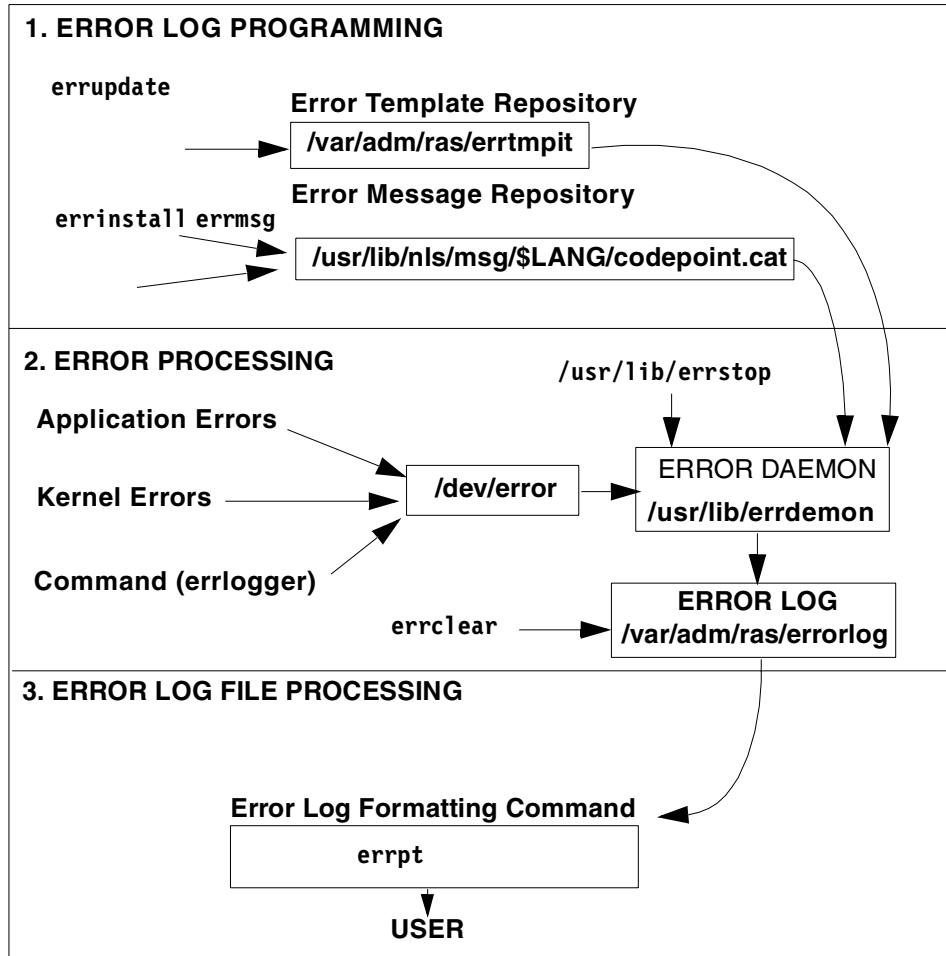 1. ERROR LOG PROGRAMMING
errupdate
Error Template Repository
/var/adm/ras/errtmpit
Error Message Repository
errinstall errmsg
/usr/lib/nls/msg/$LANG/codepoint.cat
2. ERROR PROCESSING
/usr/lib/errstop
Application Errors
ERROR DAEMON
/dev/error
Kernel Errors
/usr/lib/errdemon
Command (errlogger)
ERROR LOG
errclear
/var/adm/ras/errorlog
3. ERROR LOG FILE PROCESSING
Error Log Formatting Command
errpt
USER